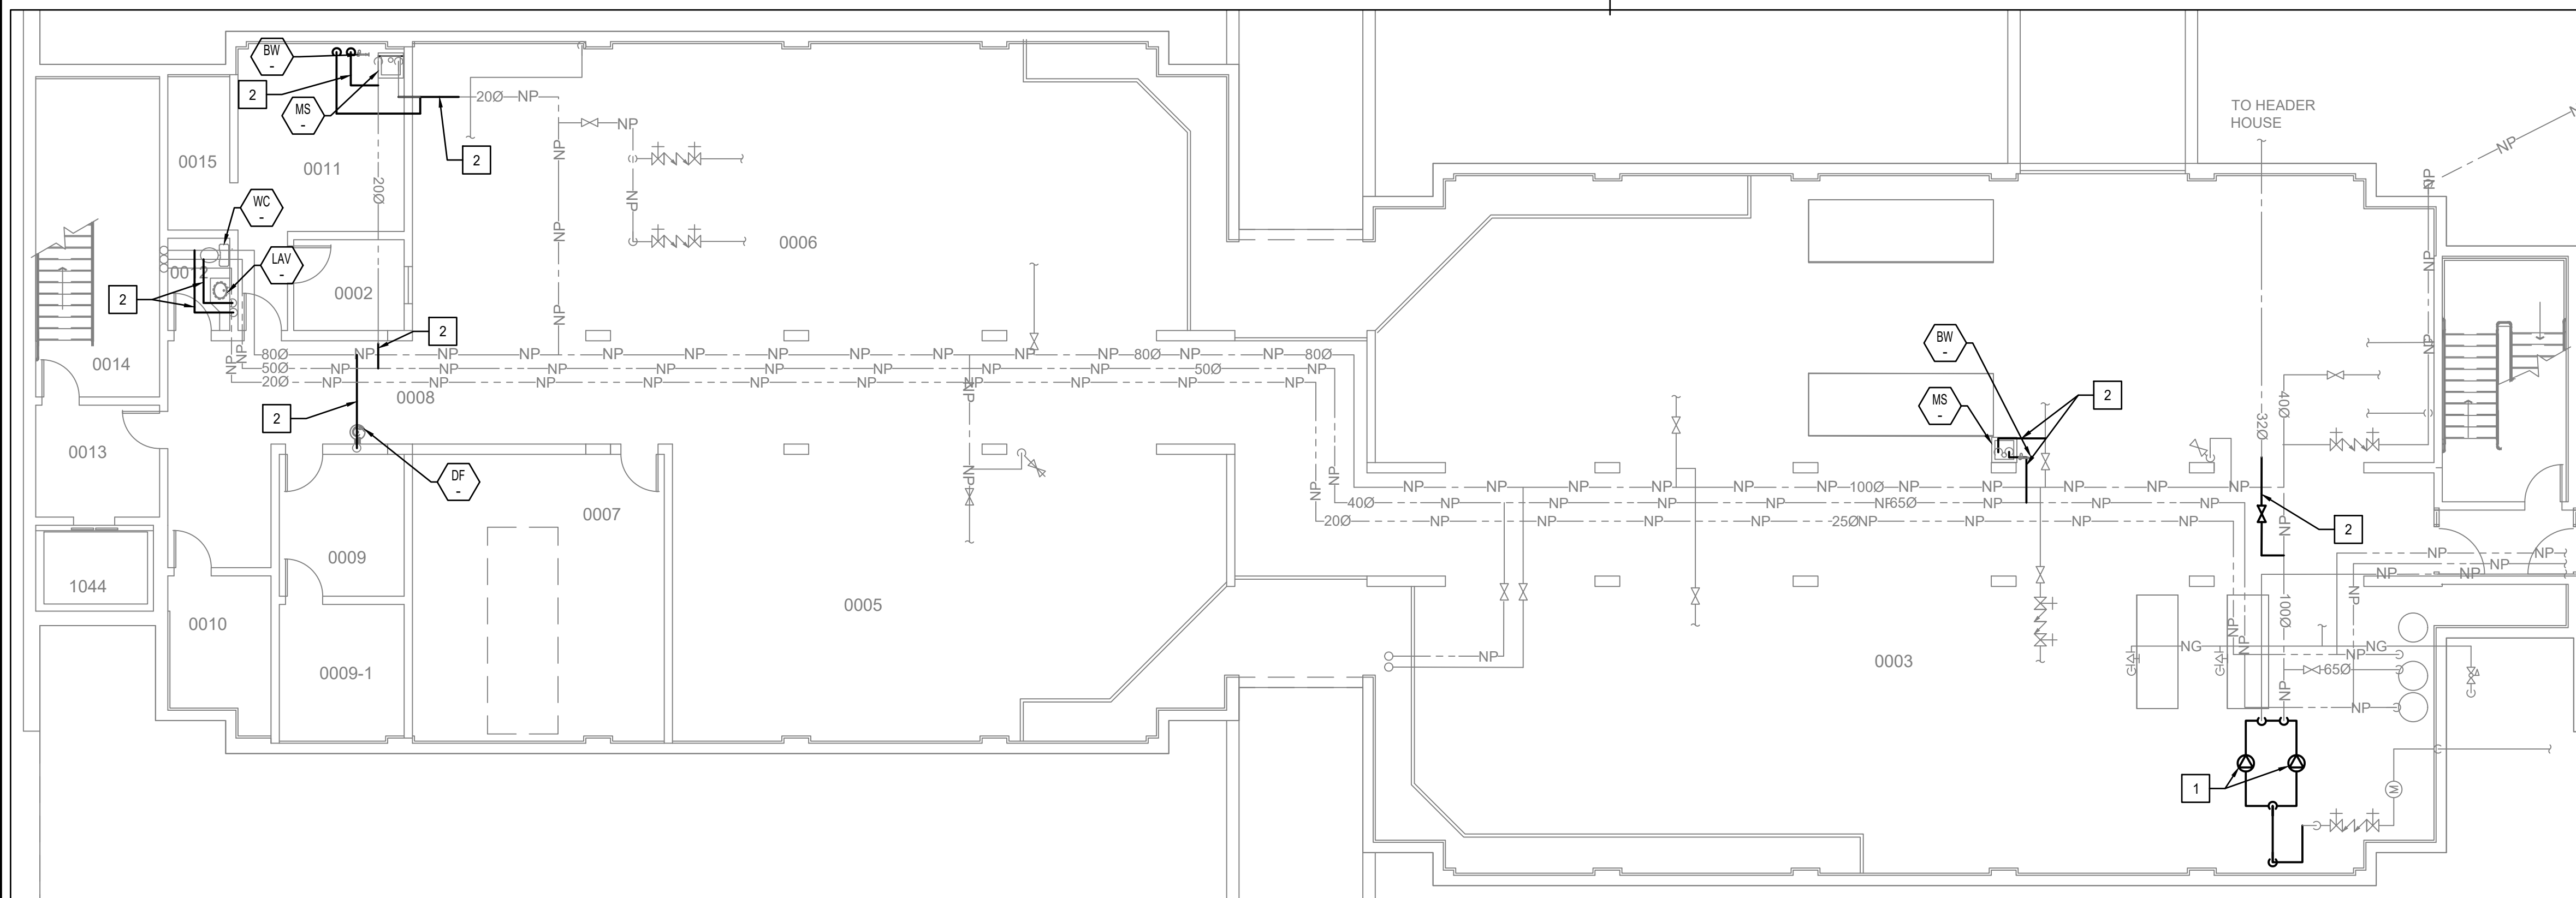 BW
-
2
MS
-
20Ø
NP
NP
2
0015
0011
NP
20Ø
NP
WC
-
NP
0006
LAV
-
0012
2
0002
NP
NP
2
0014
80Ø NP NP NP NP NP NP NP NP NP 80Ø NP NP 80Ø
50Ø NP NP NP NP NP NP NP NP NP NP 50Ø NP
20Ø NP NP NP NP NP NP NP NP NP NP
NP
NP
0008
2
NP
0013
DF
-
NP
0007
0009
1044
0005
0010
0009-1
TO HEADER
HOUSE
NP
NP
NP
NP
BW
-
MS
-
2
40Ø
32Ø
NP
NP
NP NP NP NP NP 100Ø NP NP NP NP NP
40Ø NP NP NP NP NP 65Ø NP NP NP
20Ø NP NP NP NP 25Ø NP NP NP NP
2
NP
NP NP
NP
NP NP
100Ø
NP
NP
NP
NP
0003
NG
NG
NP
65Ø
NP
NP
1
M